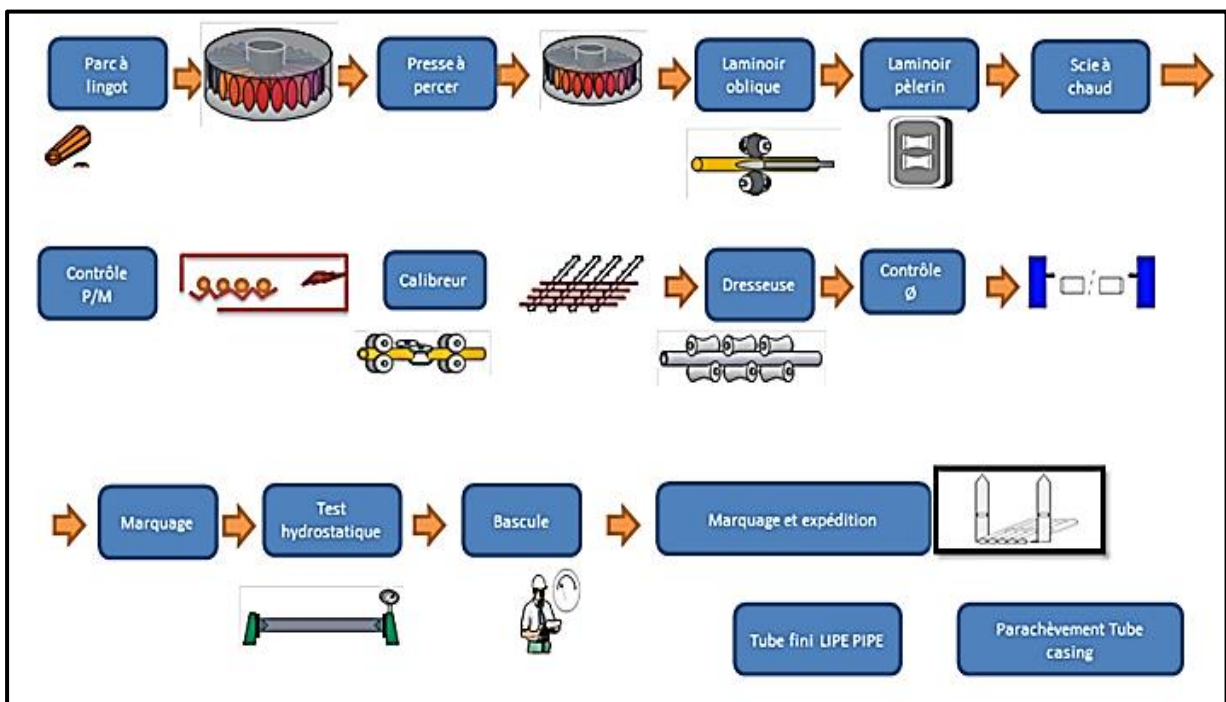 Parc à
lingot
Presse à
percer
Laminoir
oblique
Laminoir
pèlerin
Scie à
chaud
Contrôle
P/M
Calibreur
Dresseuse
Contrôle
Ø
Marquage
Test
hydrostatique
Bascule
Marquage et expédition
Tube fini LIPE PIPE
Parachèvement Tube
casing